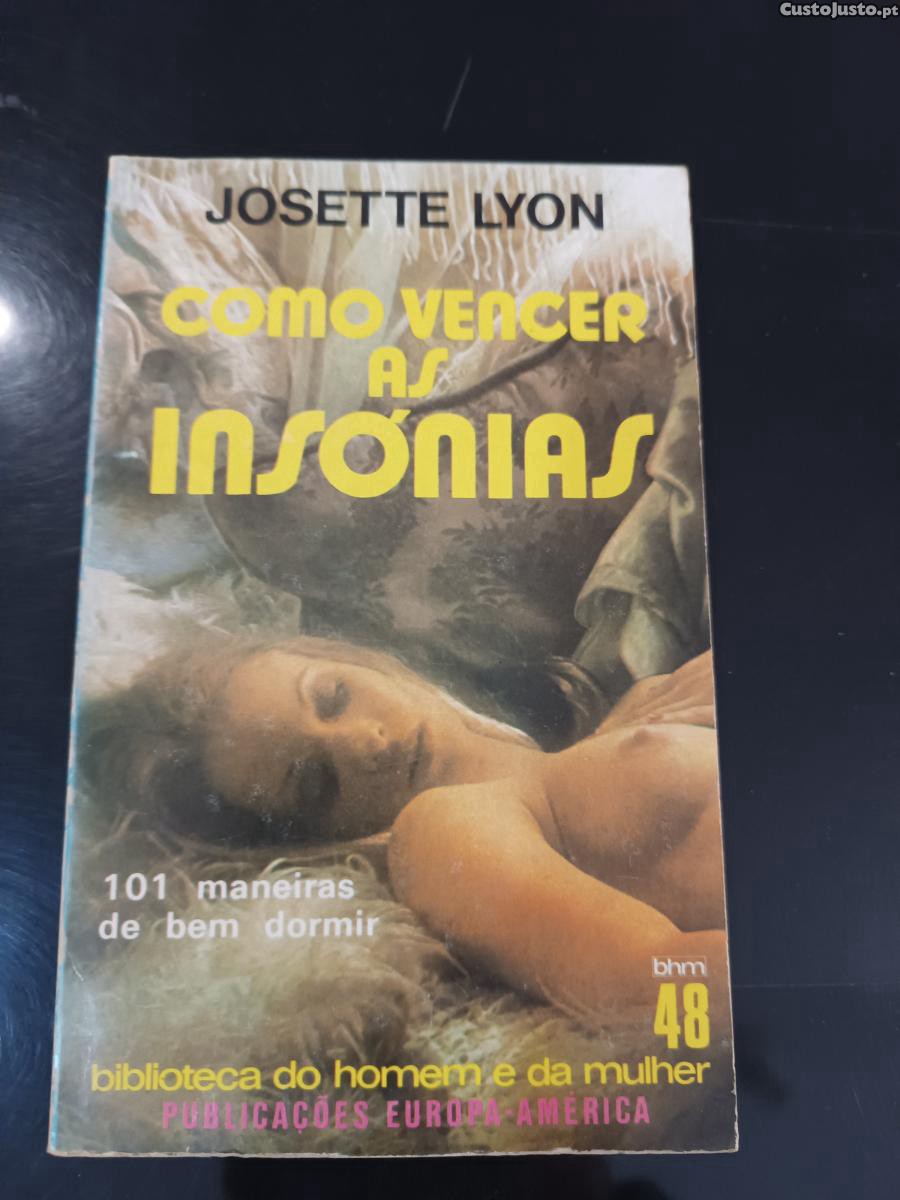 CustoJusto.pt
JOSETTE LYON
COMO VENCER
AS
INSÓNIAS
101 maneiras
de bem dormir
bhm
48
biblioteca do homem e da mulher
PUBLICAÇÕES EUROPA-AMÉRICA